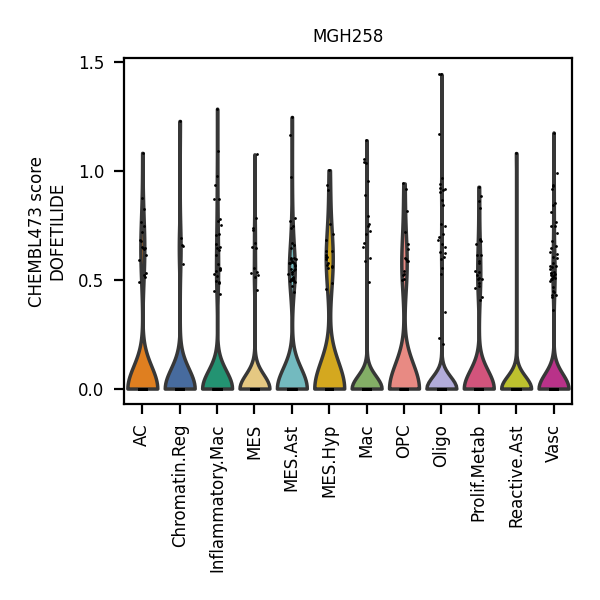 MGH258
CHEMBL473 score
DOFETILIDE
1.5
1.0
0.5
0.0
AC
Chromatin.Reg
Inflammatory.Mac
MES
MES.Ast
MES.Hyp
Mac
OPC
Oligo
Prolif.Metab
Reactive.Ast
Vasc